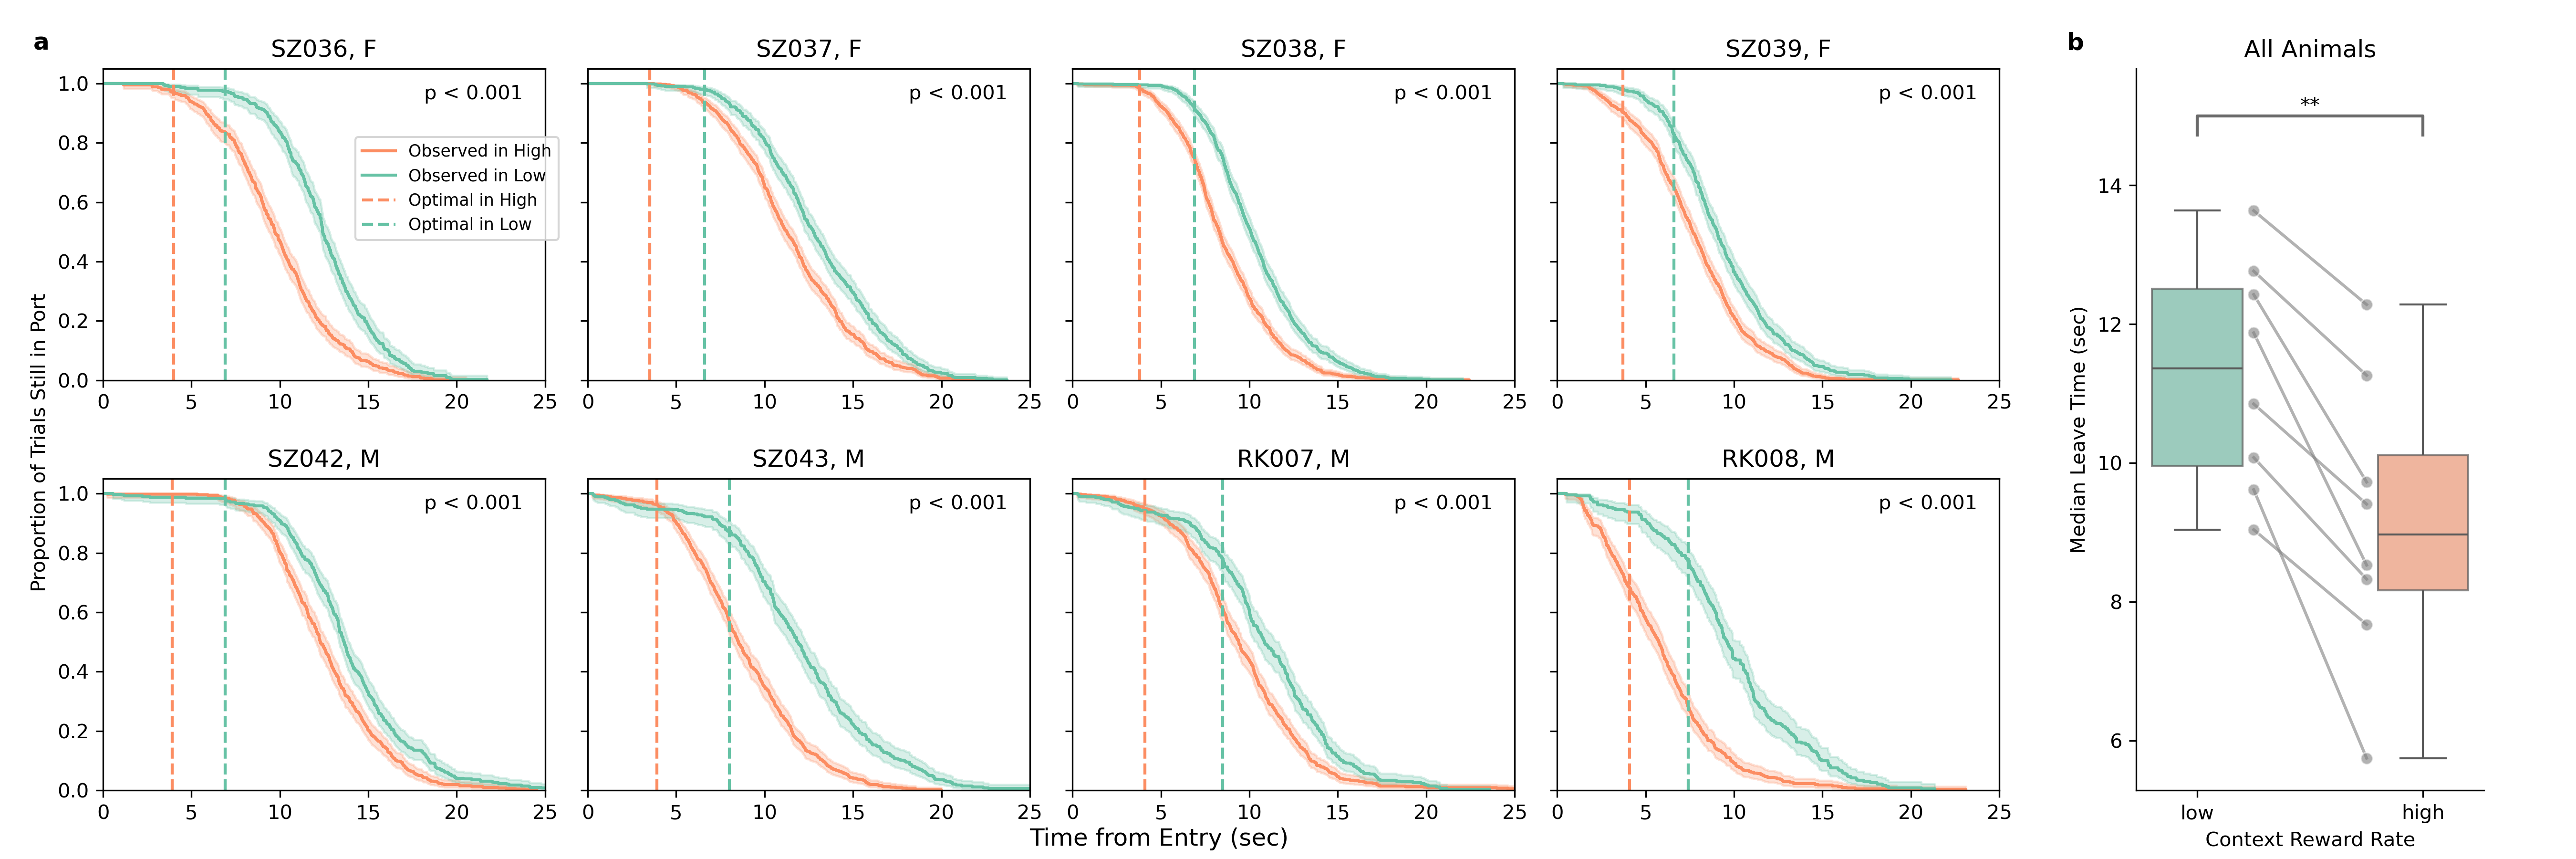 a
SZ036, F
SZ037, F
SZ038, F
SZ039, F
p < 0.001
p < 0.001
p < 0.001
p < 0.001
Observed in High
Observed in Low
Optimal in High
Optimal in Low
1.0
0.8
0.6
0.4
0.2
0.0
0 5 10 15 20 25
0 5 10 15 20 25
0 5 10 15 20 25
0 5 10 15 20 25
Proportion of Trials Still in Port
SZ042, M
SZ043, M
RK007, M
RK008, M
p < 0.001
p < 0.001
p < 0.001
p < 0.001
1.0
0.8
0.6
0.4
0.2
0.0
0 5 10 15 20 25
0 5 10 15 20 25
0 5 10 15 20 25
0 5 10 15 20 25
Time from Entry (sec)
b
All Animals
**
14
12
10
8
6
Median Leave Time (sec)
low high
Context Reward Rate